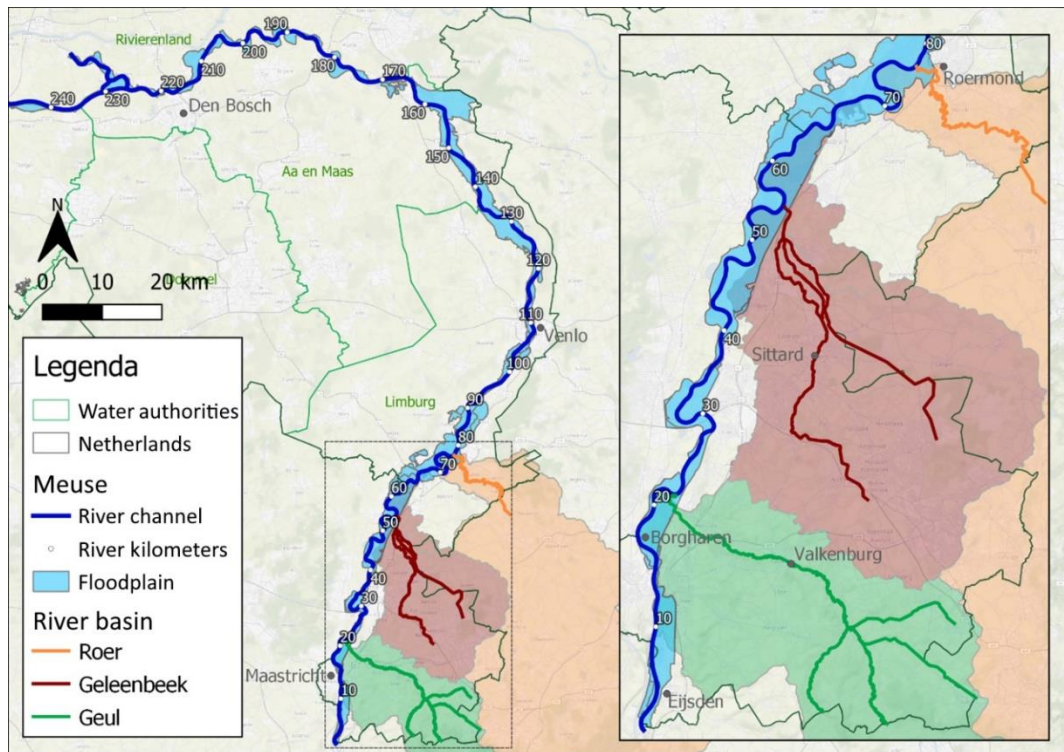 190
Rivierenland
200
180
210
170
220
240
230
160
Den Bosch
150
Aa en Maas
140
N
130
0 10 20 km
120
110
Venlo
100
Legenda
Water authorities
Netherlands
Meuse
River channel
River kilometers
Floodplain
River basin
Roer
Geleenbeek
Geul
Limburg
90
80
70
60
50
40
30
20
Maastricht
10
80
Roermond
70
60
50
40
Sittard
30
20
Borgharen
Valkenburg
10
Eijsden